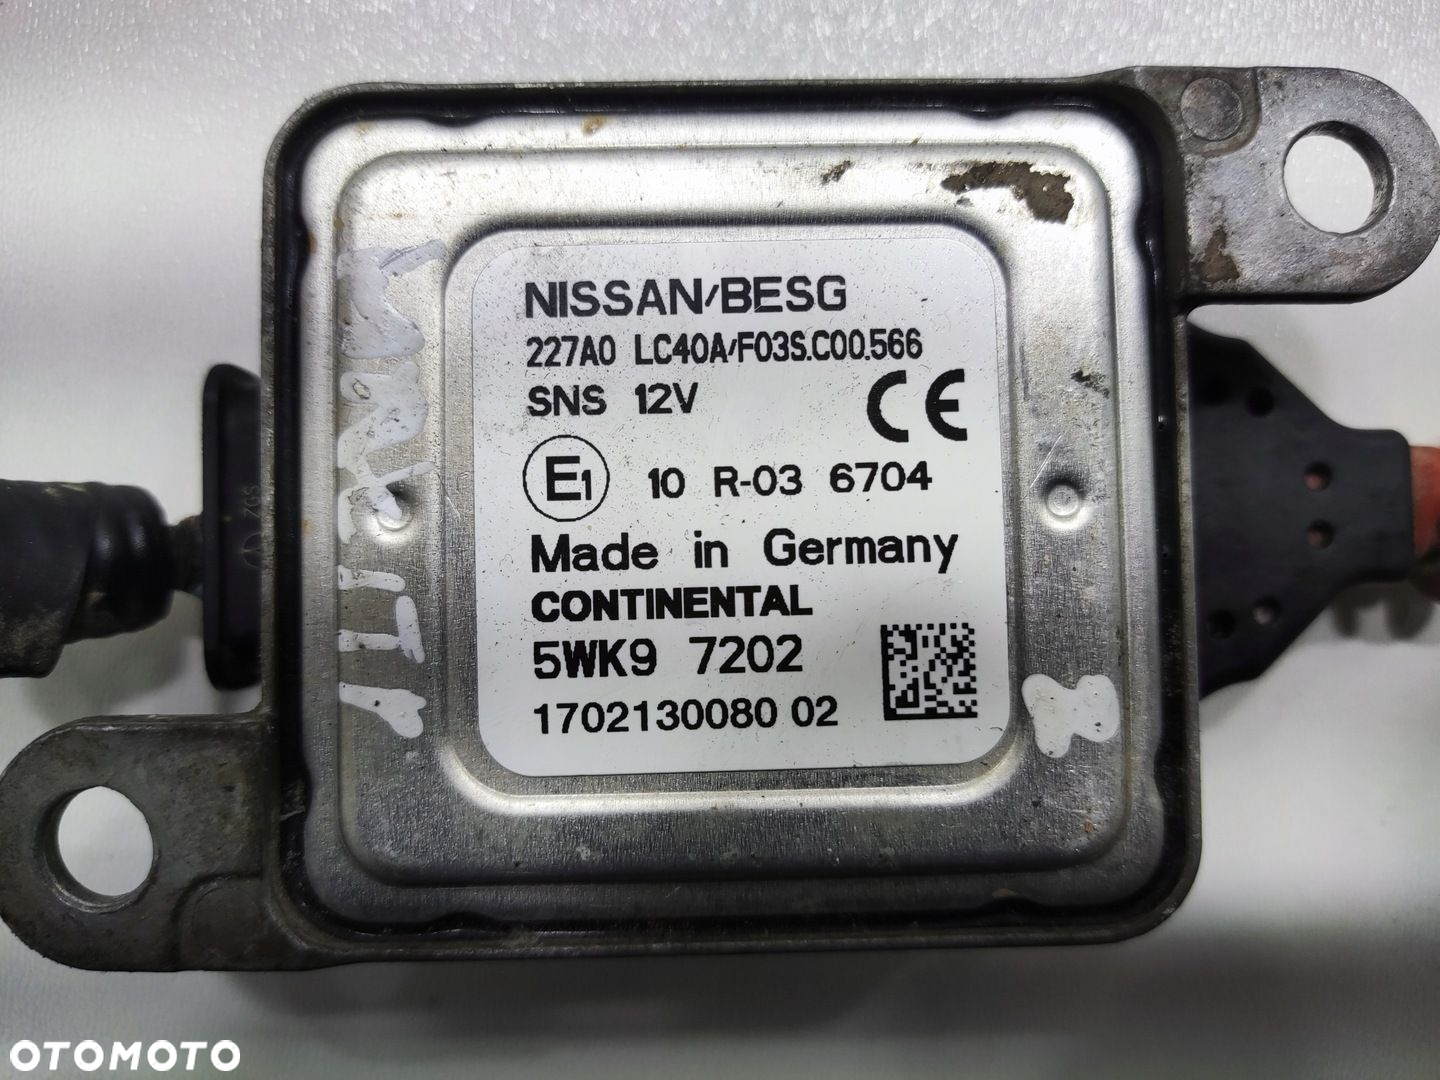 NISSAN/BESG
227A0 LC40A/F03S.C00.566
SNS 12V
CE
E1 10 R-03 6704
Made in Germany
CONTINENTAL
5WK9 7202
1702130080 02
2
OTOMOTO